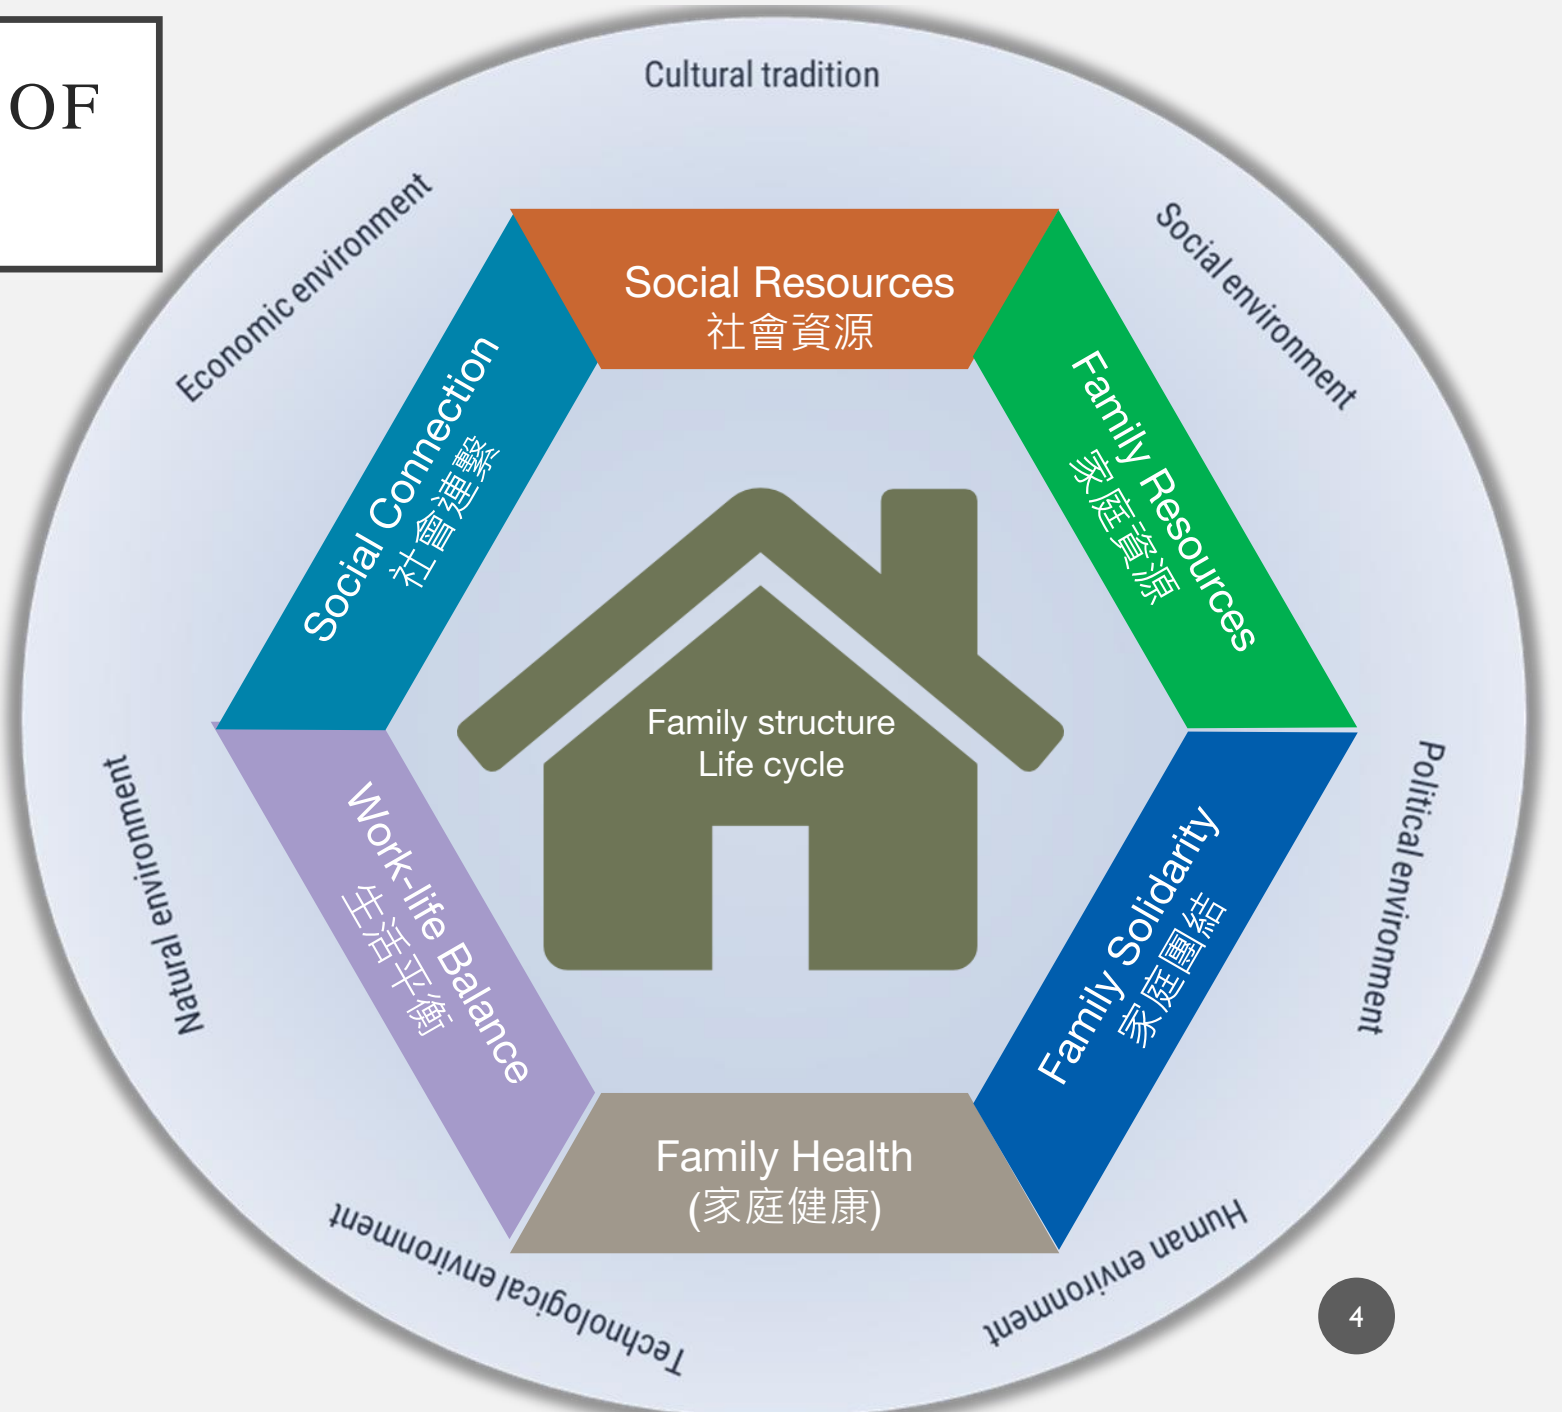 OF
Cultural tradition
Economic environment
Social environment
Social Resources
社會資源
Social Connection
社會連繫
Family Resources
家庭資源
Family structure
Life cycle
Natural environment
Political environment
Work-life Balance
生活平衡
Family Solidarity
家庭團結
Family Health
(家庭健康)
Technological environment
Human environment
4